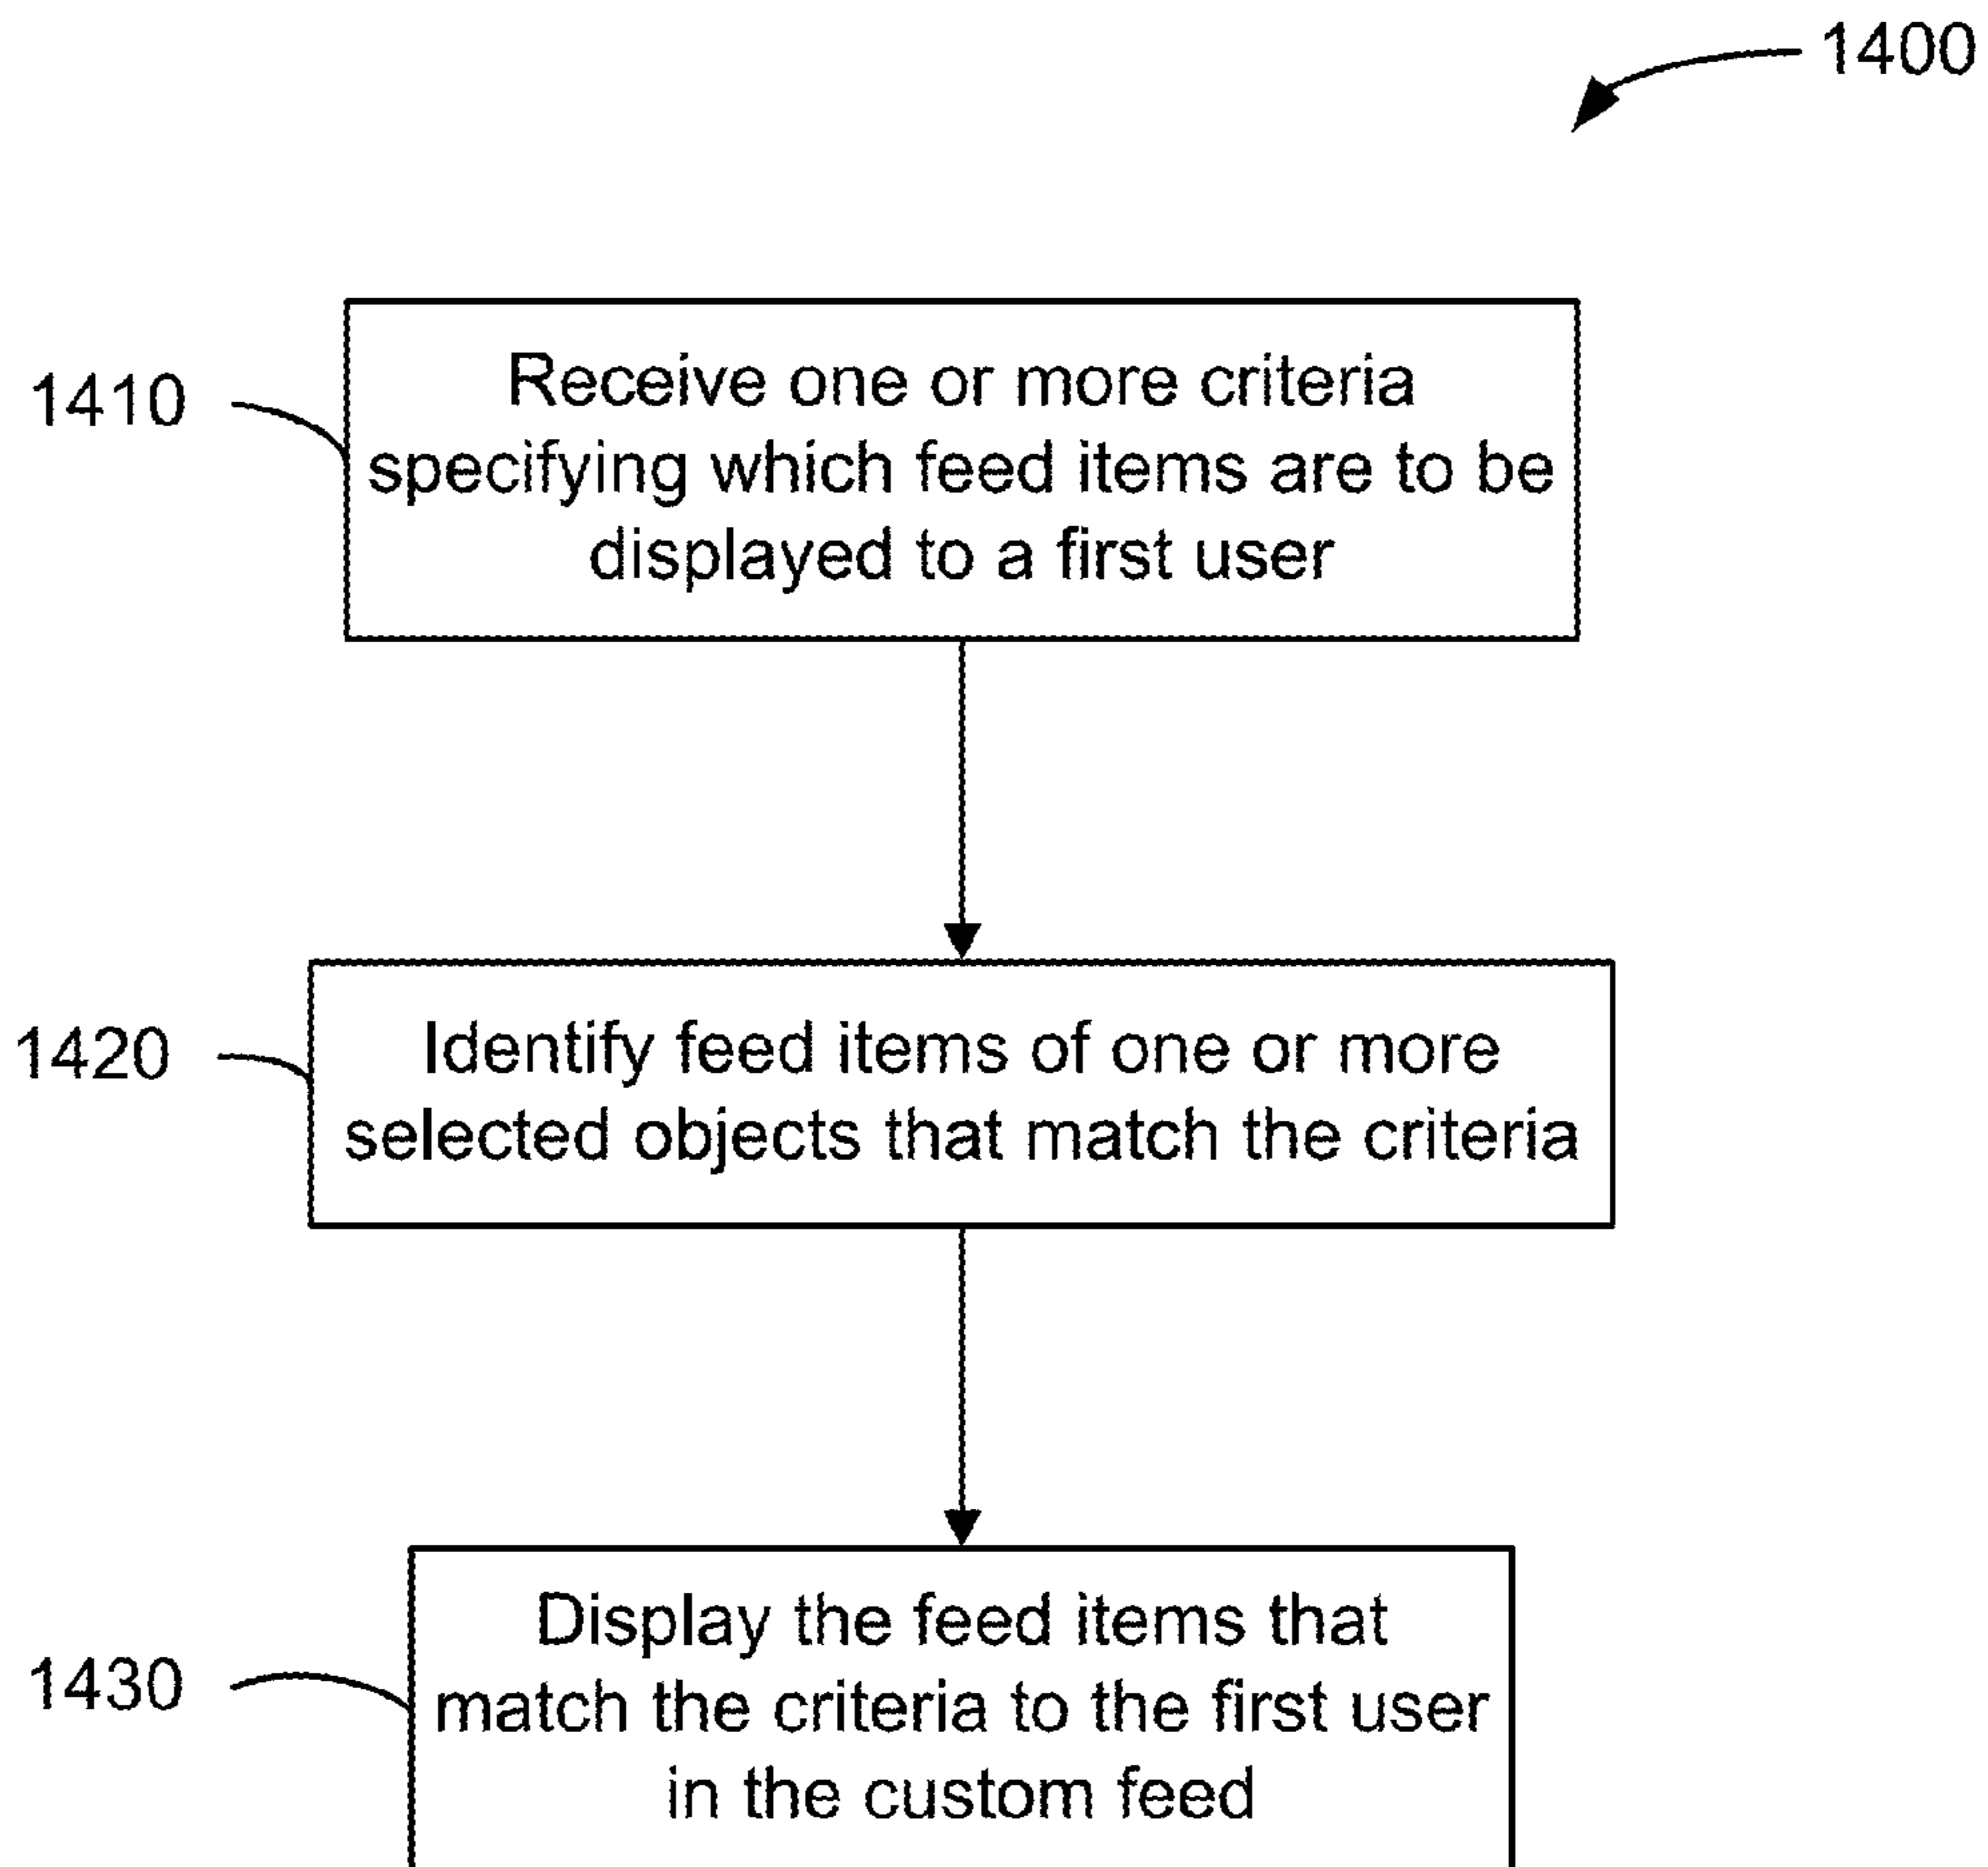 1400
1410
Receive one or more criteria
specifying which feed items are to be
displayed to a first user
1420
Identify feed items of one or more
selected objects that match the criteria
1430
Display the feed items that
match the criteria to the first user
in the custom feed